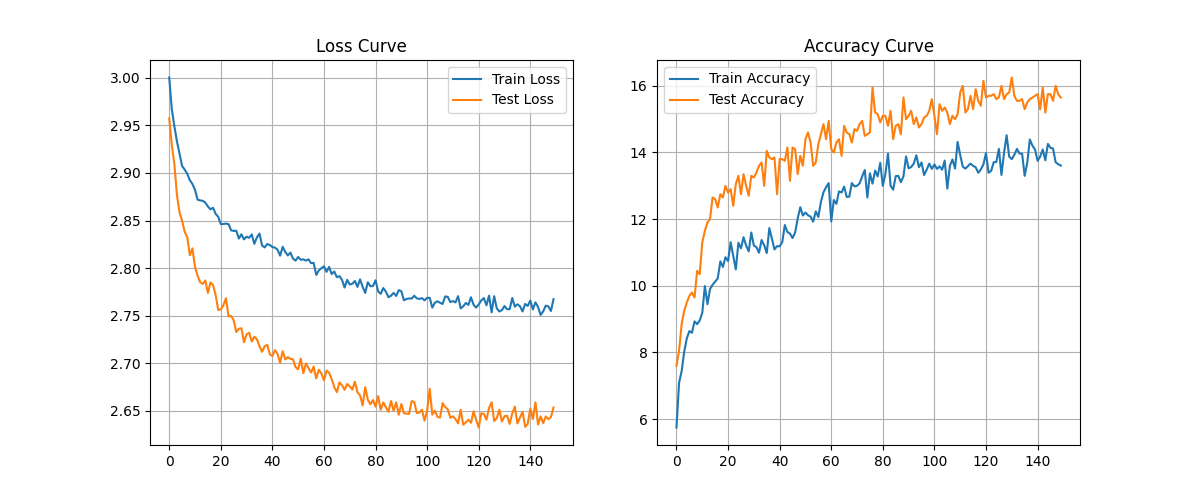 Loss Curve
Train Loss
Test Loss
3.00
2.95
2.90
2.85
2.80
2.75
2.70
2.65
0 20 40 60 80 100 120 140
Accuracy Curve
Train Accuracy
Test Accuracy
16
14
12
10
8
6
0 20 40 60 80 100 120 140